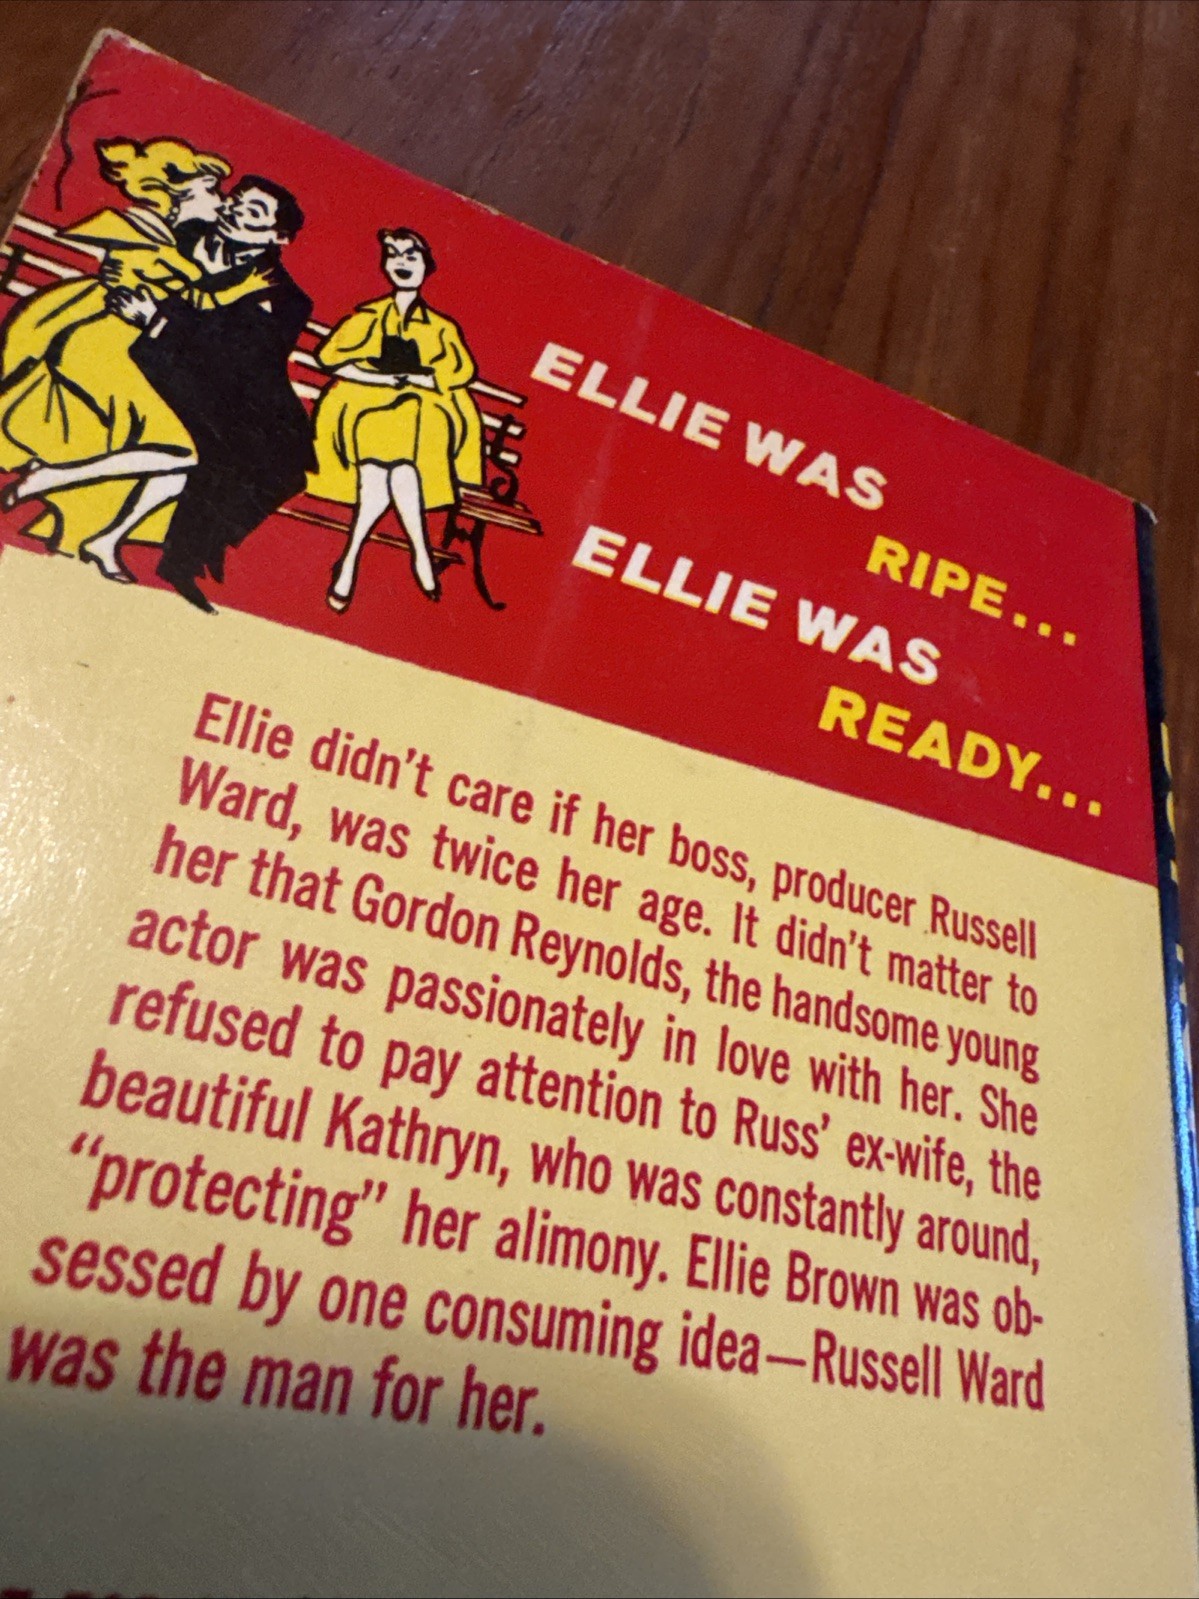 ELLIE WAS
RIPE...
ELLIE WAS
READY...
Ellie didn't care if her boss, producer Russell
Ward, was twice her age. It didn't matter to
her that Gordon Reynolds, the handsome young
actor was passionately in love with her. She
refused to pay attention to Russ' ex-wife, the
beautiful Kathryn, who was constantly around,
“protecting” her alimony. Ellie Brown was ob-
sessed by one consuming idea—Russell Ward
was the man for her.